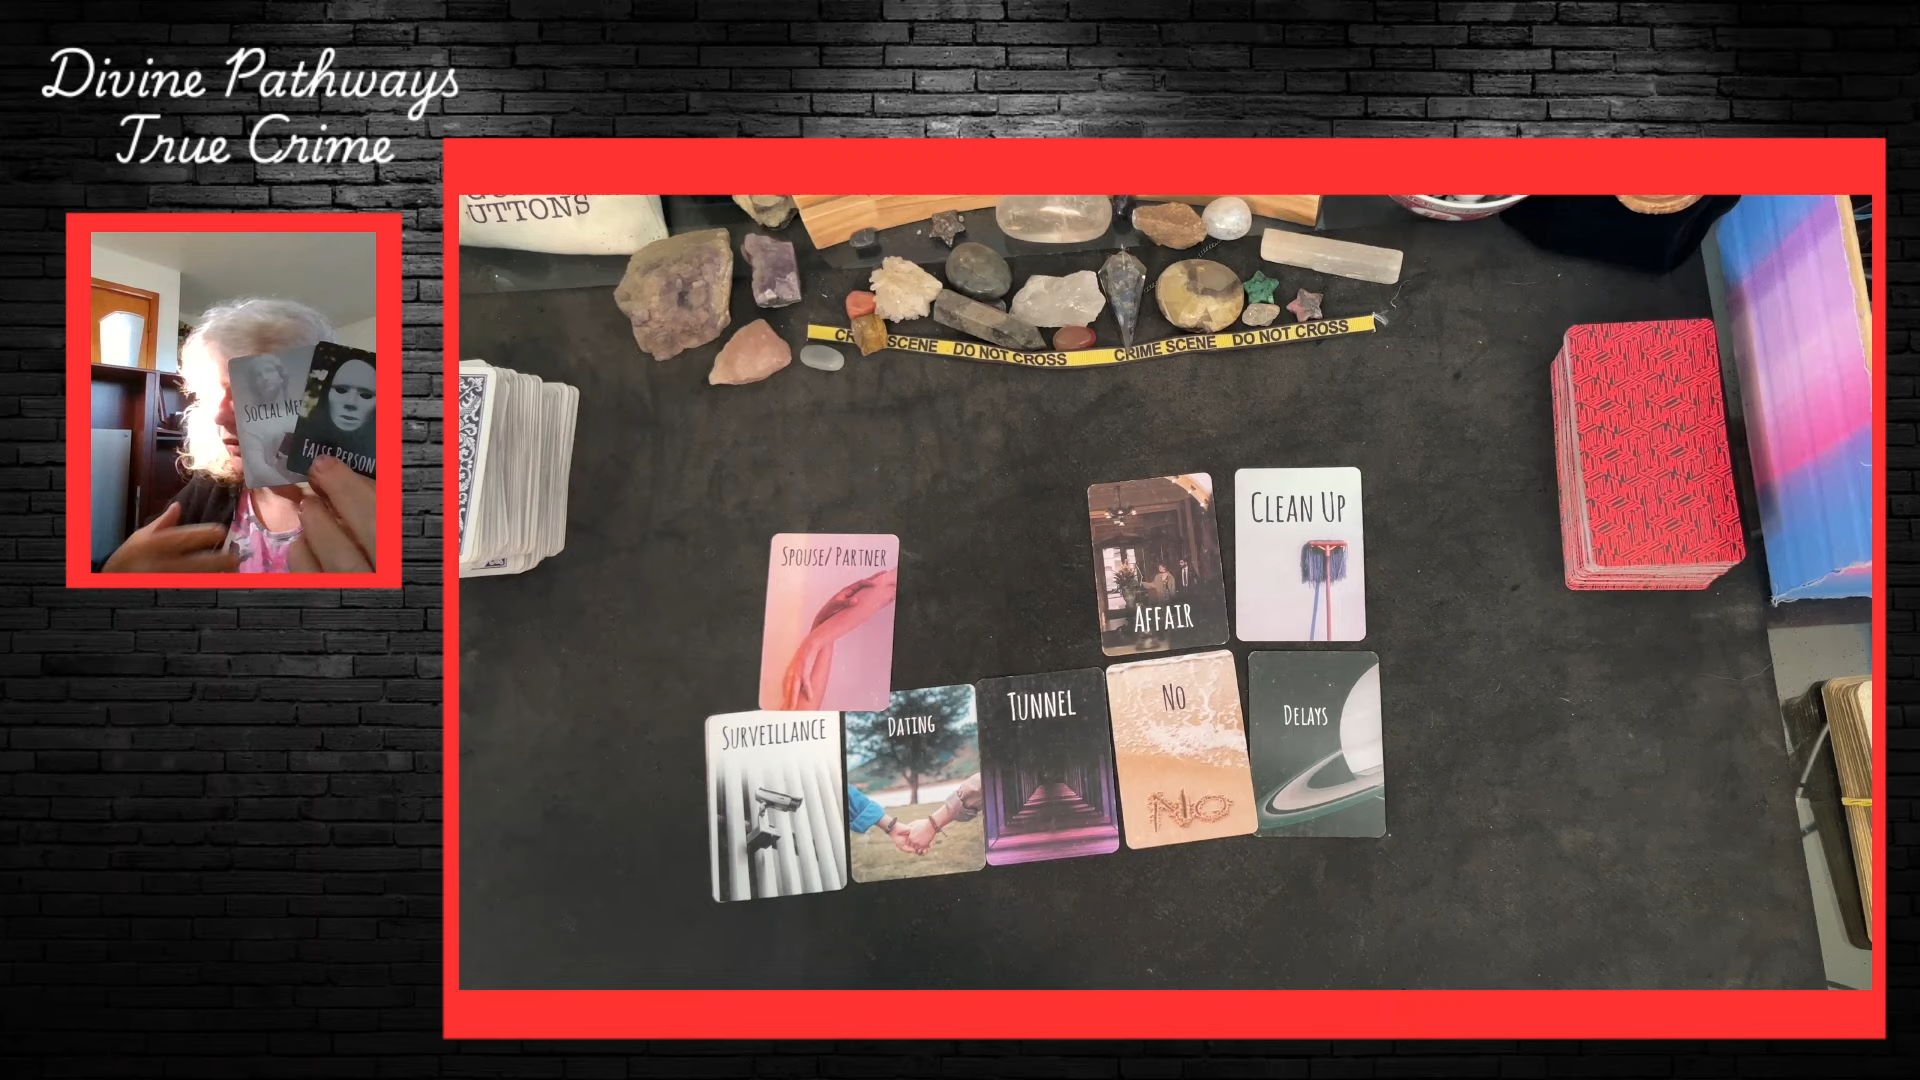 Divine Pathways
True Crime
UTTONS
CR SCENE DO NOT CROSS CRIME SCENE DO NOT CROSS
SOCIAL ME
FALSE PERSON
SPOUSE/ PARTNER
AFFAIR
CLEAN UP
SURVEILLANCE
DATING
TUNNEL
NO
NO
DELAYS